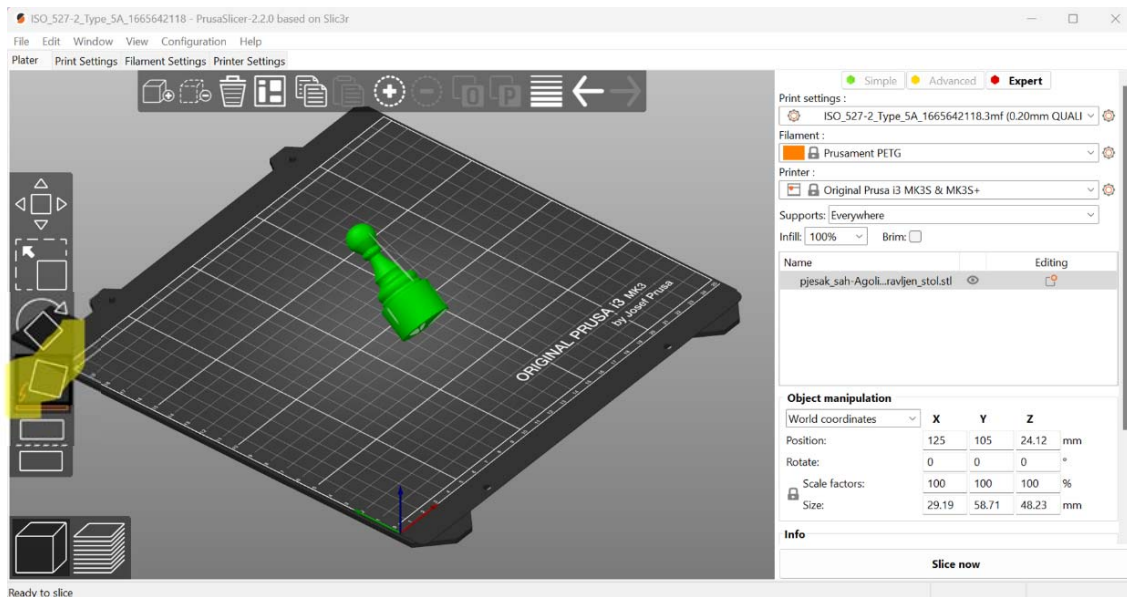 ISO_527-2_Type_5A_1665642118 - PrusaSlicer-2.2.0 based on Slic3r
File Edit Window View Configuration Help
Plater Print Settings Filament Settings Printer Settings
Simple Advanced Expert
Print settings :
ISO_527-2_Type_5A_1665642118.3mf (0.20mm QUALI
Filament :
Prusament PETG
Printer :
Original Prusa i3 MK3S & MK3S+
Supports: Everywhere
Infill: 100% Brim:
Name Editing
pjesak_sah-Agoli...ravljen_stol.stl
ORIGINAL PRUSA i3 MK3
by Josef Prusa
Object manipulation
World coordinates X Y Z
Position: 125 105 24.12 mm
Rotate: 0 0 0 °
Scale factors: 100 100 100 %
Size: 29.19 58.71 48.23 mm
Info
Slice now
Ready to slice